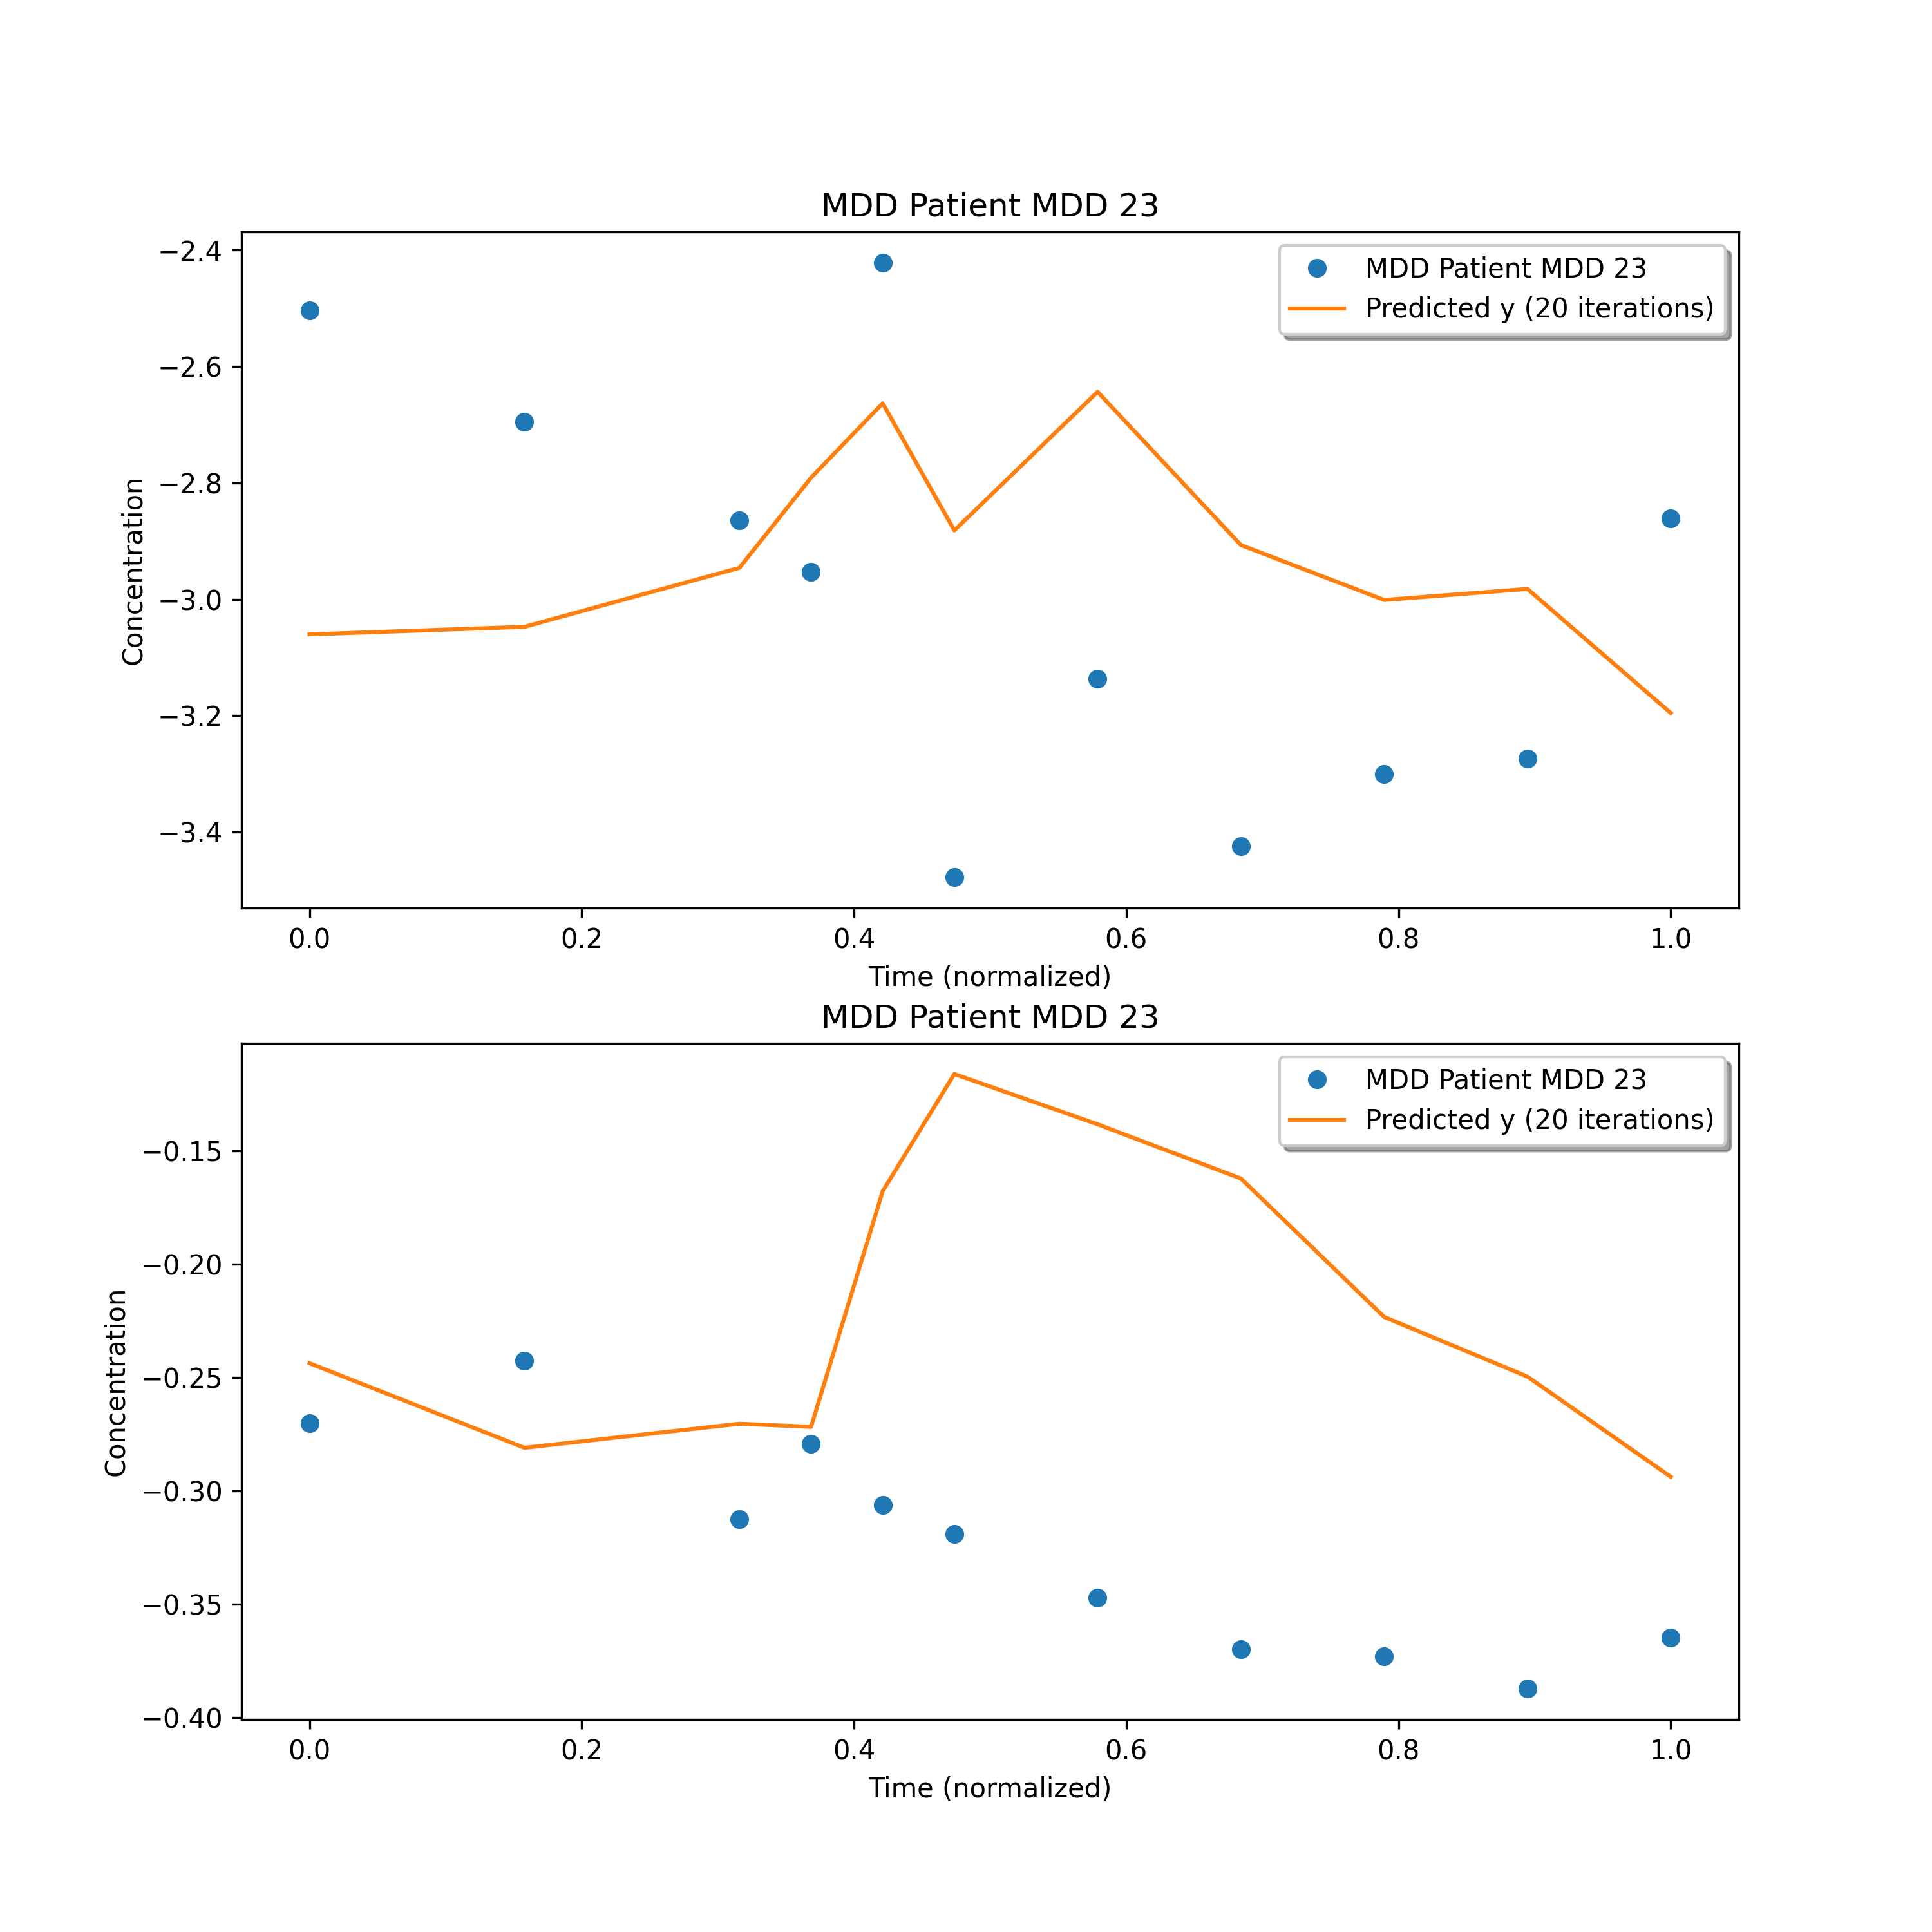 MDD Patient MDD 23
MDD Patient MDD 23
Predicted y (20 iterations)
Concentration
−2.4
−2.6
−2.8
−3.0
−3.2
−3.4
0.0 0.2 0.4 0.6 0.8 1.0
Time (normalized)
MDD Patient MDD 23
MDD Patient MDD 23
Predicted y (20 iterations)
Concentration
−0.15
−0.20
−0.25
−0.30
−0.35
−0.40
0.0 0.2 0.4 0.6 0.8 1.0
Time (normalized)